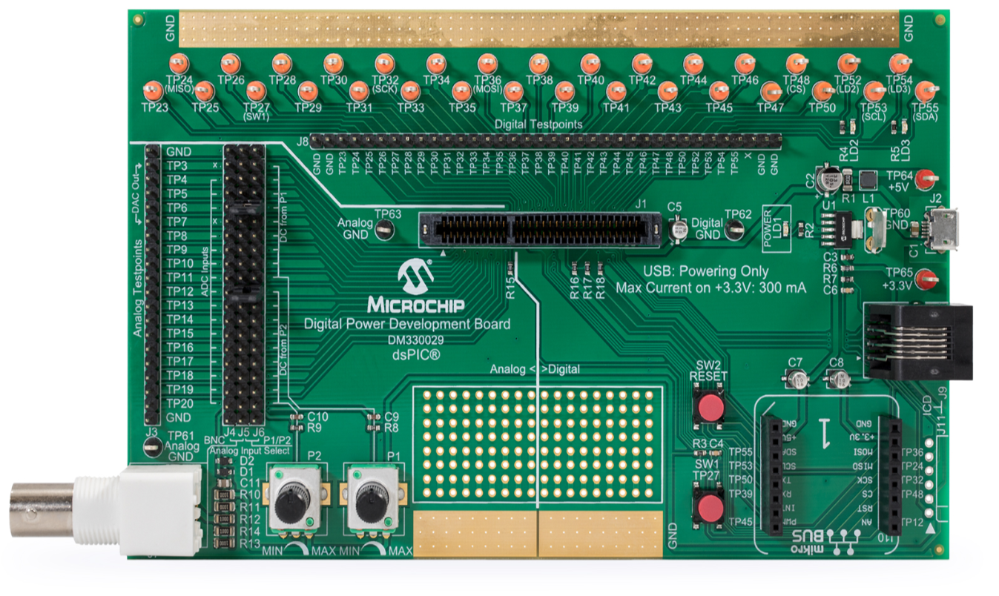 GND
GND
TP24
(MISO)
TP26
TP28
TP30
TP32
(SCK)
TP34
TP36
(MOSI)
TP38
TP40
TP42
TP44
TP46
TP48
(CS)
TP52
(LD2)
TP54
(LD3)
TP23
TP25
TP27
(SW1)
TP29
TP31
TP33
TP35
TP37
TP39
TP41
TP43
TP45
TP47
TP50
TP53
(SCL)
TP55
(SDA)
Digital Testpoints
J8
GND
GND
TP23
TP24
TP25
TP26
TP27
TP28
TP29
TP30
TP31
TP32
TP33
TP34
TP35
TP36
TP37
TP38
TP39
TP40
TP41
TP42
TP43
TP44
TP45
TP46
TP47
TP48
TP50
TP52
TP53
TP54
TP55
X
GND
GND
R4
LD2
R5
LD3
GND
TP3 x
TP4
TP5
TP6
TP7 x
TP8
TP9
TP10
TP11
TP12
TP13
TP14
TP15
TP16
TP17
TP18
TP19
TP20
GND
DAC Out
Analog Testpoints
ADC Inputs
DC from P1
DC from P2
J3
J4 J5 J6
BNC
P1/P2
Analog Input Select
TP61
Analog
GND
TP63
Analog
GND
J1
C5
TP62
Digital
GND
POWER
LD1
R2
C2
R1
L1
U1
MICROCHIP
TP64
+5V
J2
TP60
GND
C1
C3
R6
R7
C6
TP65
+3.3V
R15
R16
R17
R18
USB: Powering Only
Max Current on +3.3V: 300 mA
MICROCHIP
Digital Power Development Board
DM330029
dsPIC®
Analog < >Digital
SW2
RESET
C7
C8
J9
ICD
J11
C10
R9
C9
R8
D2
D1
C11
R10
R11
R12
R14
R13
P2
P1
MIN
MAX
MIN
MAX
GND
R3 C4
SW1
TP27
TP55
TP53
TP50
TP39
TP45
GND
+5V
SDA
SCL
TX
RX
INT
PWM
1
GND
+3.3V
MOSI
MISO
SCK
CS
RST
AN
TP36
TP24
TP32
TP48
TP12
J10
mikro
BUS